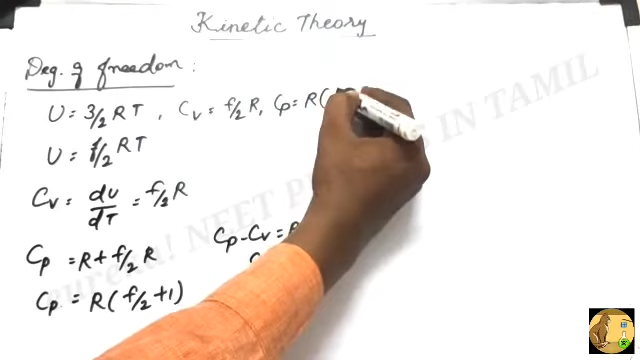 Kinetic Theory
Deg. of freedom :
U = 3/2 RT , Cv = f/2 R, Cp = R(
U = f/2 RT
Cv = dU/dT = f/2 R
Cp = R + f/2 R
Cp - Cv = R
Cp = R ( f/2 + 1)
IN TAMIL